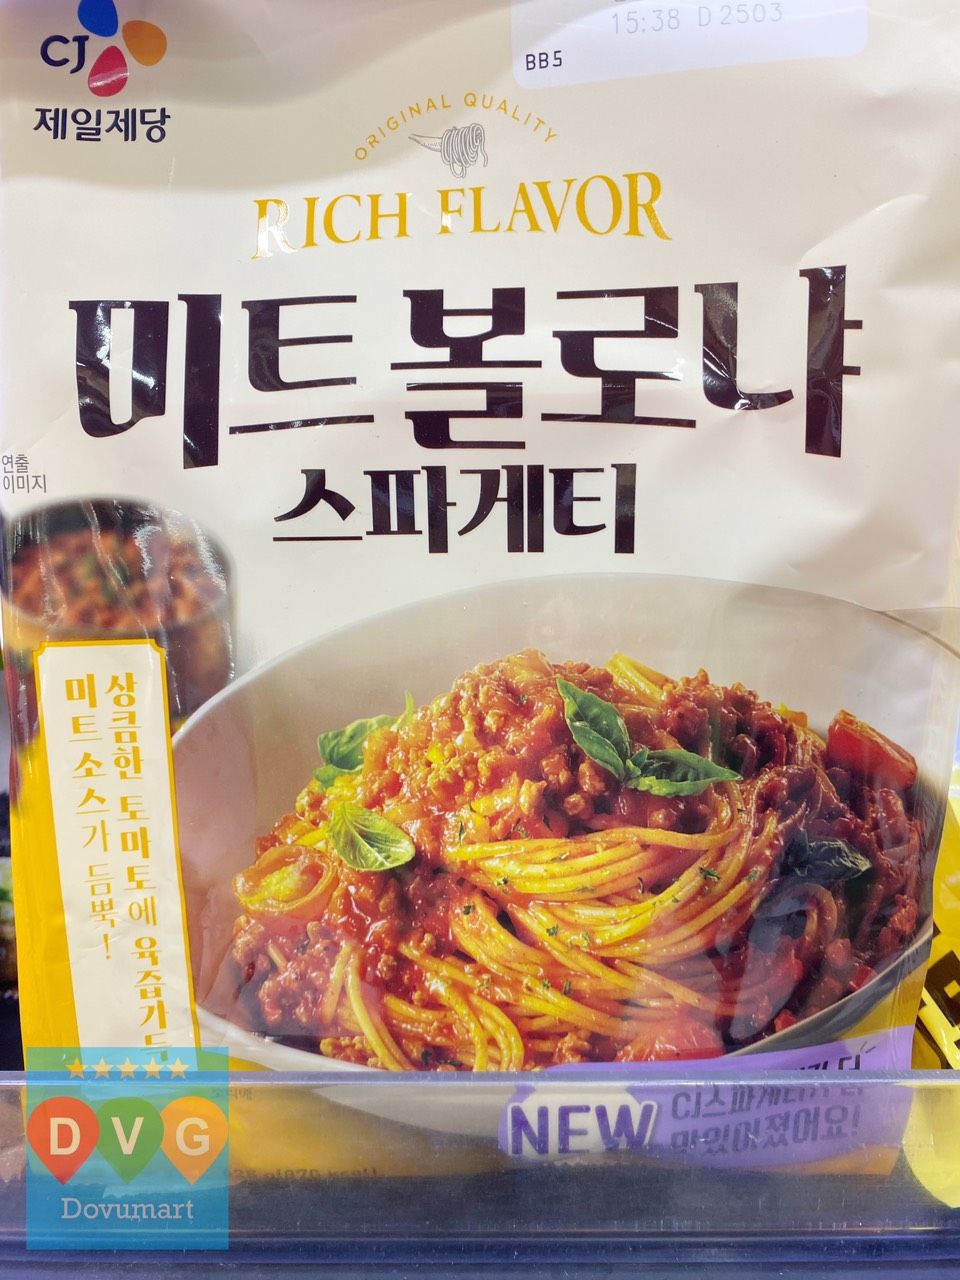 15:38 D 2503
BB5
CJ
제일제당
ORIGINAL QUALITY
RICH FLAVOR
미트 볼로냐
스파게티
연출
이미지
상큼한 토마토에 육즙가득
미트소스가 듬뿍!
NEW
CJ스파게티가 더
맛있어졌어요!
DVG
Dovumart